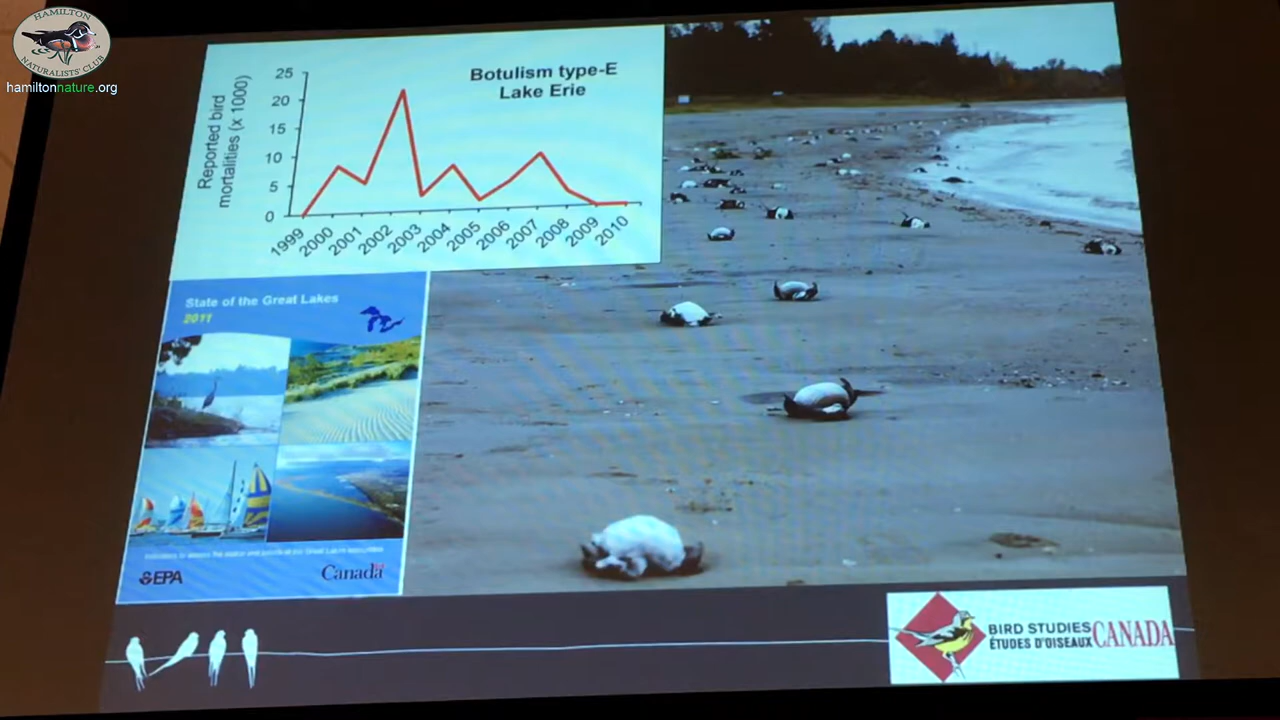 HAMILTON
NATURALISTS' CLUB
hamiltonnature.org
Botulism type-E
Lake Erie
Reported bird
mortalities (x 1000)
25
20
15
10
5
0
1999
2000
2001
2002
2003
2004
2005
2006
2007
2008
2009
2010
State of the Great Lakes
2011
EPA
Canada
BIRD STUDIES
ÉTUDES D'OISEAUX
CANADA